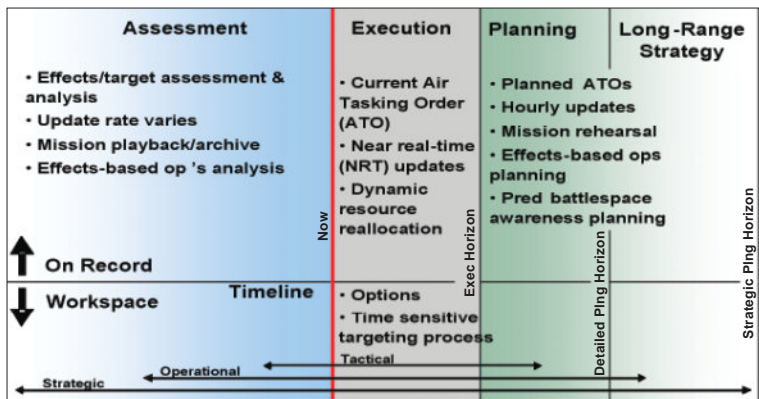 Assessment
• Effects/target assessment &
analysis
• Update rate varies
• Mission playback/archive
• Effects-based op 's analysis
Execution
• Current Air
Tasking Order
(ATO)
• Near real-time
(NRT) updates
• Dynamic
resource
reallocation
Planning
Long-Range
Strategy
• Planned ATOs
• Hourly updates
• Mission rehearsal
• Effects-based ops
planning
• Pred battlespace
awareness planning
Now
Exec Horizon
Detailed Plng Horizon
Strategic Plng Horizon
On Record
Timeline
Workspace
• Options
• Time sensitive
targeting process
Tactical
Operational
Strategic